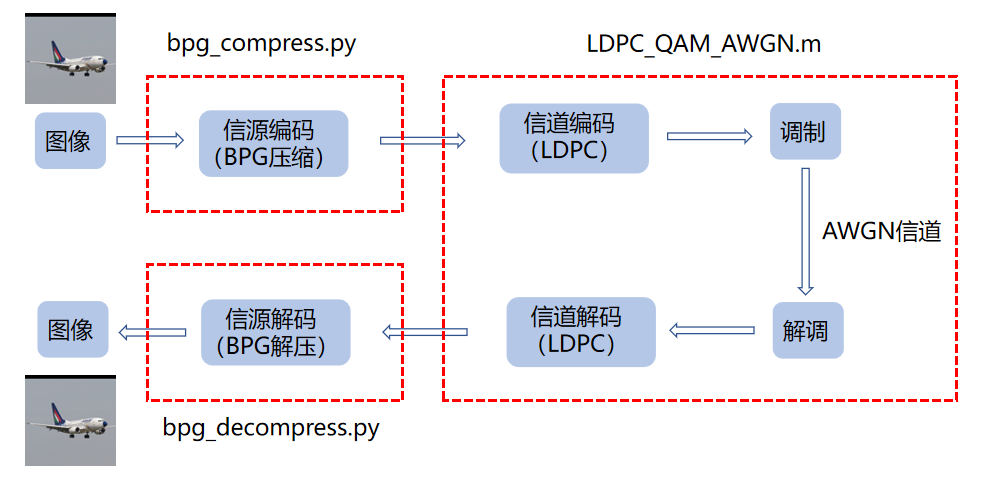 bpg_compress.py
LDPC_QAM_AWGN.m
图像
信源编码
（BPG压缩）
信道编码
（LDPC）
调制
AWGN信道
图像
信源解码
（BPG解压）
信道解码
（LDPC）
解调
bpg_decompress.py